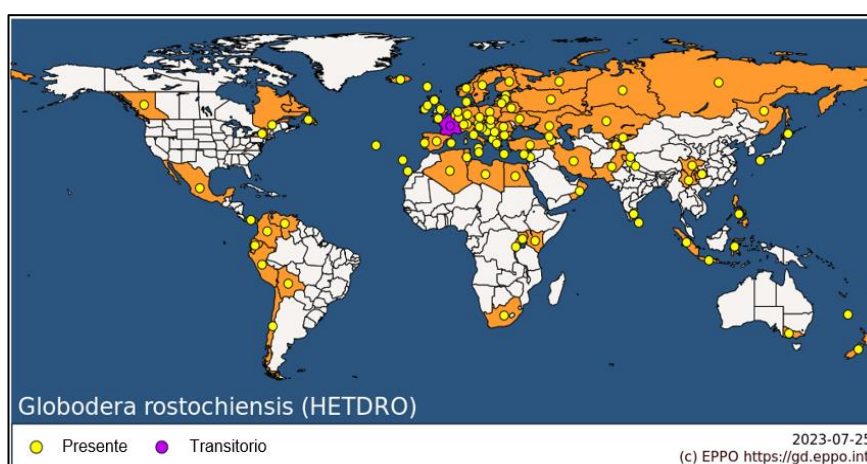 Globodera rostochiensis (HETDRO)
Presente Transitorio
2023-07-25
(c) EPPO https://gd.eppo.int